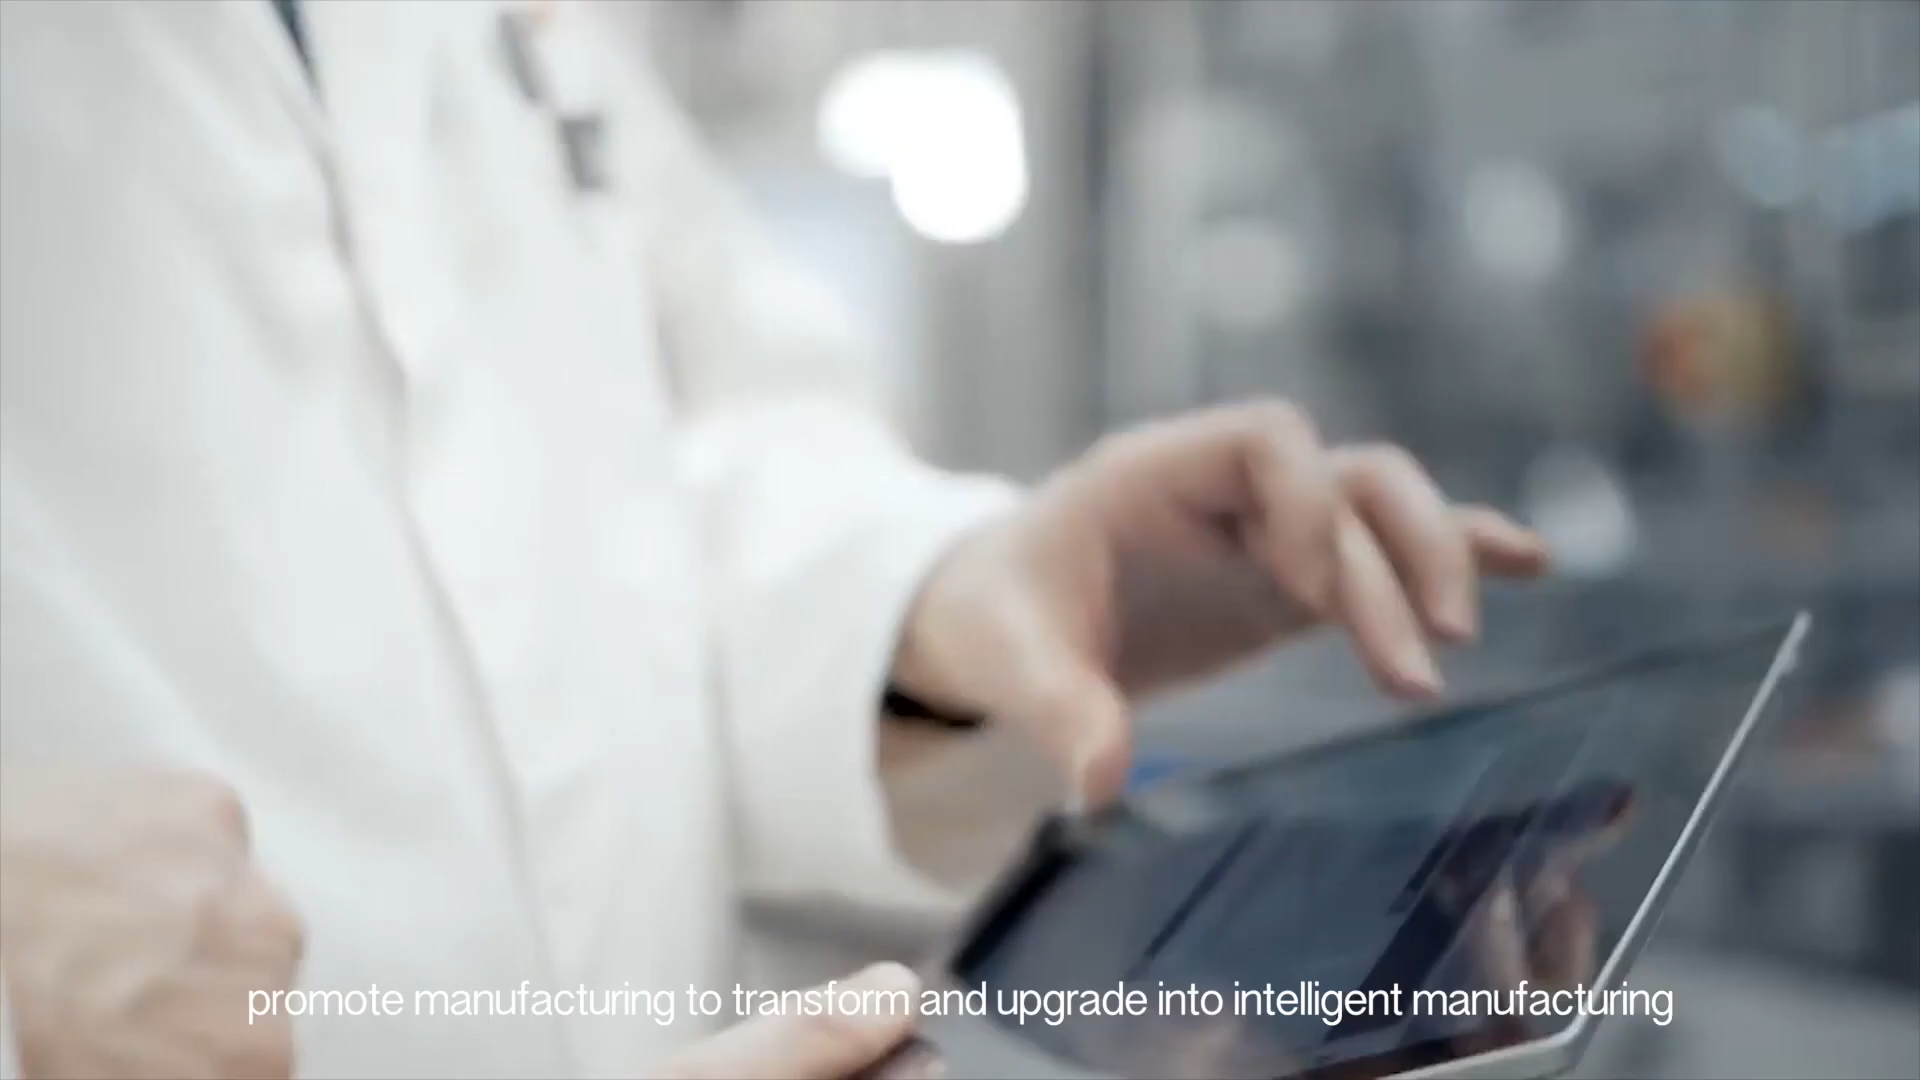 promote manufacturing to transform and upgrade into intelligent manufacturing